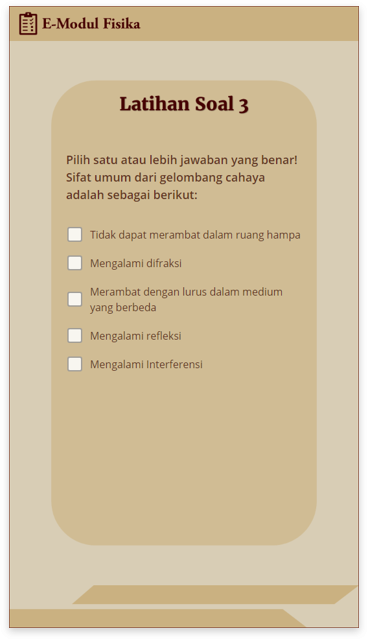 E-Modul Fisika
Latihan Soal 3
Pilih satu atau lebih jawaban yang benar!
Sifat umum dari gelombang cahaya
adalah sebagai berikut:
Tidak dapat merambat dalam ruang hampa
Mengalami difraksi
Merambat dengan lurus dalam medium
yang berbeda
Mengalami refleksi
Mengalami Interferensi